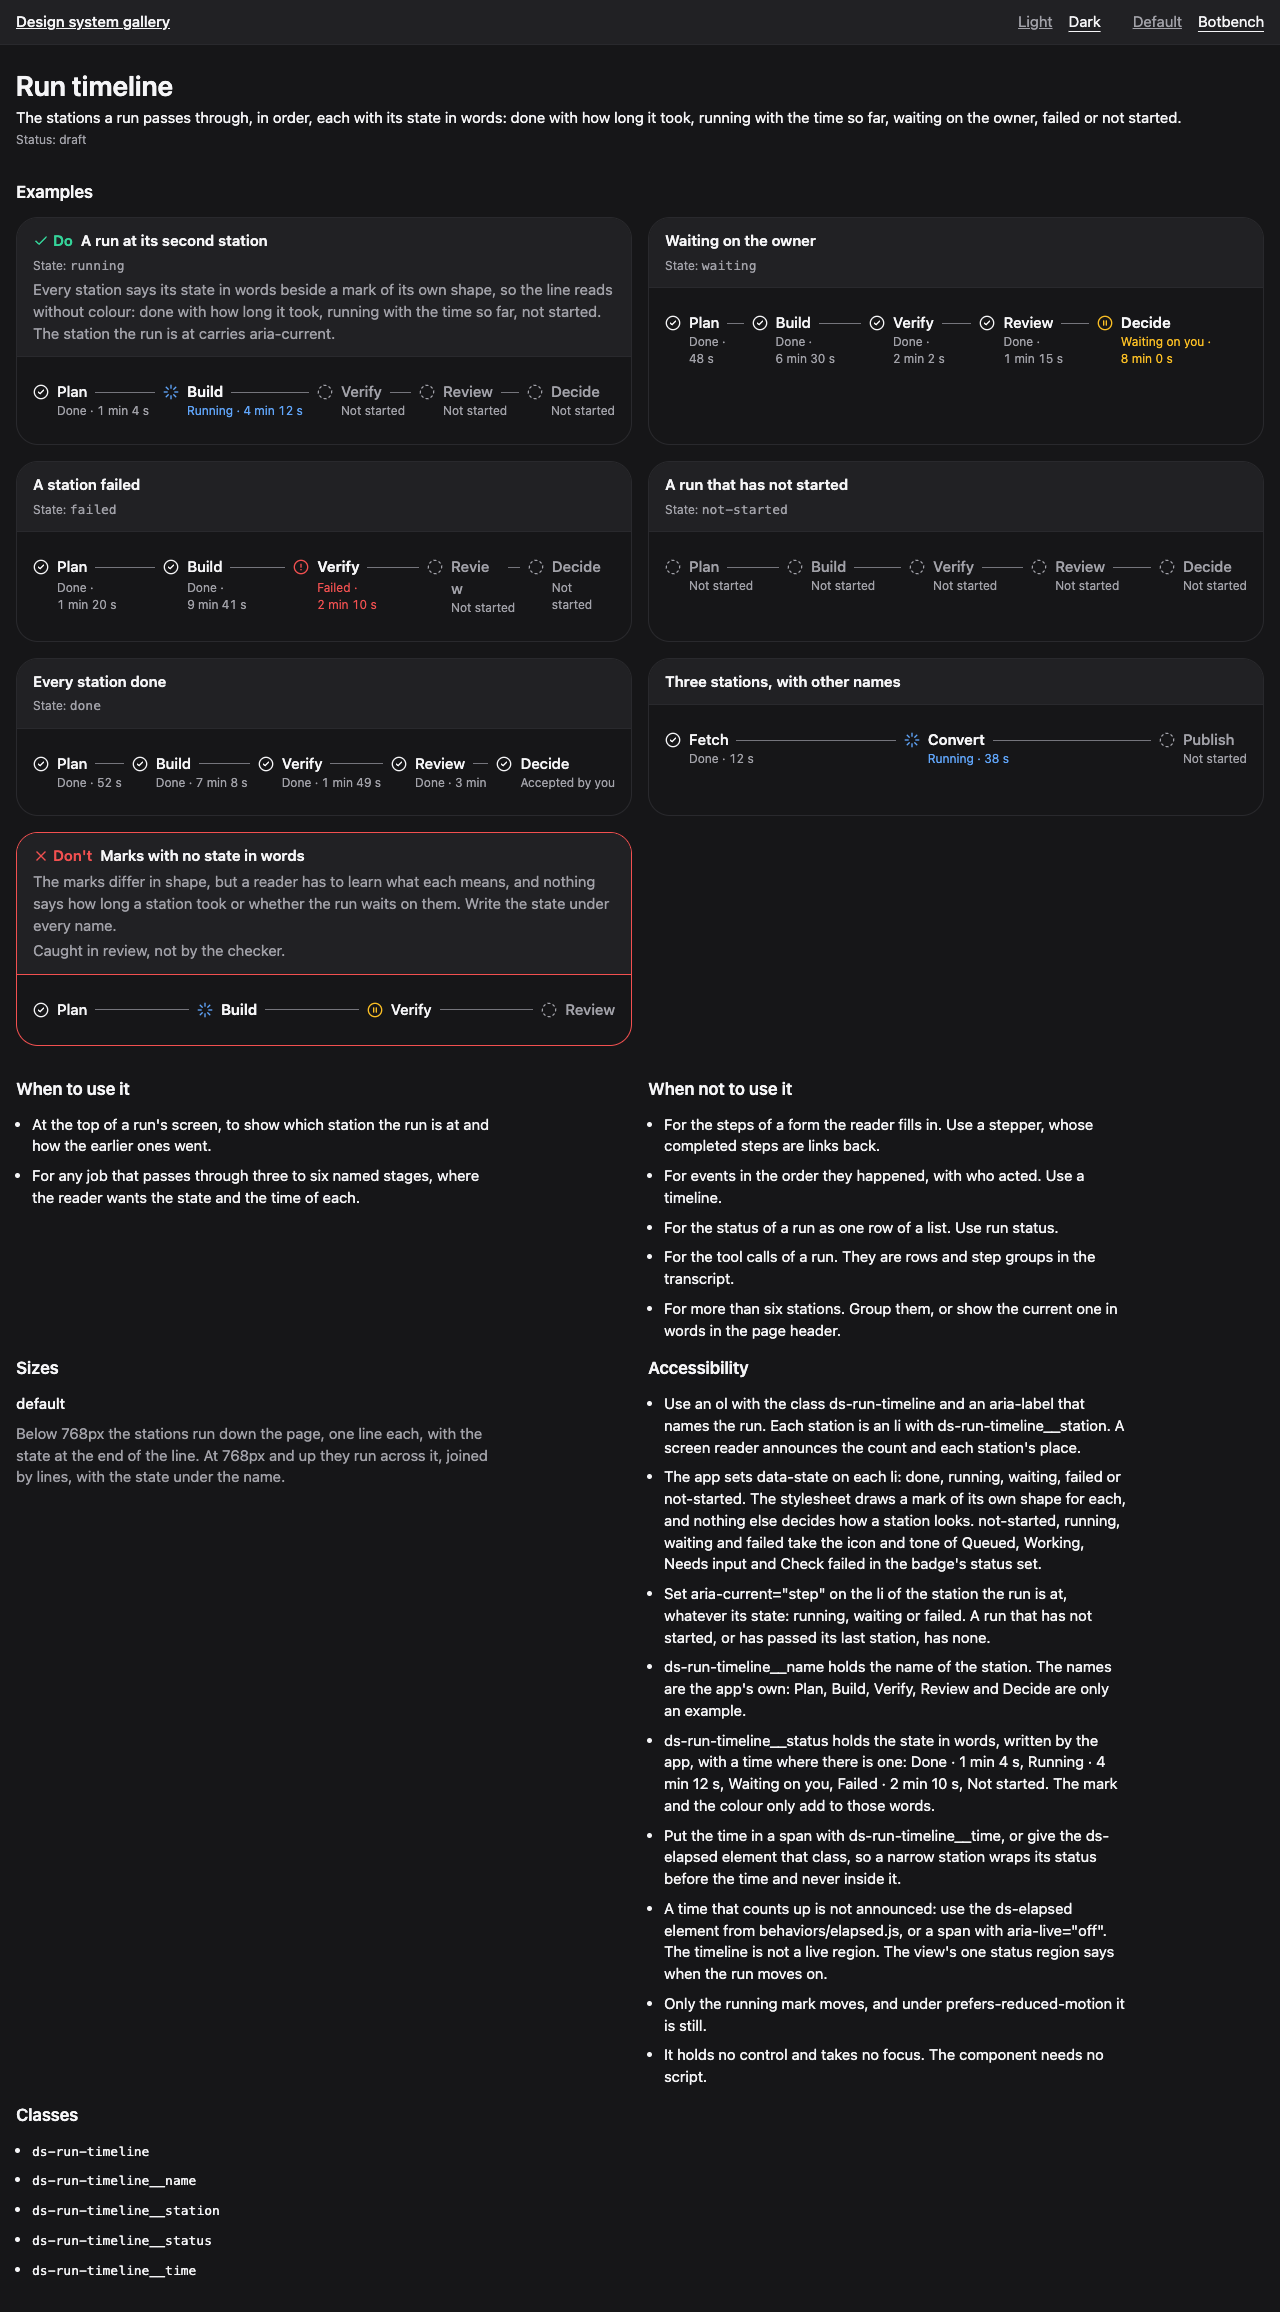 Design system gallery
Light Dark Default Botbench
Run timeline
The stations a run passes through, in order, each with its state in words: done with how long it took, running with the time so far, waiting on the owner, failed or not started.
Status: draft
Examples
Do A run at its second station
State: running
Every station says its state in words beside a mark of its own shape, so the line reads
without colour: done with how long it took, running with the time so far, not started.
The station the run is at carries aria-current.
Plan Build Verify Review Decide
Done · 1 min 4 s Running · 4 min 12 s Not started Not started Not started
Waiting on the owner
State: waiting
Plan Build Verify Review Decide
Done · Done · Done · Done · Waiting on you ·
48 s 6 min 30 s 2 min 2 s 1 min 15 s 8 min 0 s
A station failed
State: failed
Plan Build Verify Revie Decide
Done · Done · Failed · w Not
1 min 20 s 9 min 41 s 2 min 10 s Not started started
A run that has not started
State: not-started
Plan Build Verify Review Decide
Not started Not started Not started Not started Not started
Every station done
State: done
Plan Build Verify Review Decide
Done · 52 s Done · 7 min 8 s Done · 1 min 49 s Done · 3 min Accepted by you
Three stations, with other names
Fetch Convert Publish
Done · 12 s Running · 38 s Not started
Don't Marks with no state in words
The marks differ in shape, but a reader has to learn what each means, and nothing
says how long a station took or whether the run waits on them. Write the state under
every name.
Caught in review, not by the checker.
Plan Build Verify Review
When to use it
• At the top of a run's screen, to show which station the run is at and
how the earlier ones went.
• For any job that passes through three to six named stages, where
the reader wants the state and the time of each.
When not to use it
• For the steps of a form the reader fills in. Use a stepper, whose
completed steps are links back.
• For events in the order they happened, with who acted. Use a
timeline.
• For the status of a run as one row of a list. Use run status.
• For the tool calls of a run. They are rows and step groups in the
transcript.
• For more than six stations. Group them, or show the current one in
words in the page header.
Sizes
default
Below 768px the stations run down the page, one line each, with the
state at the end of the line. At 768px and up they run across it, joined
by lines, with the state under the name.
Accessibility
• Use an ol with the class ds-run-timeline and an aria-label that
names the run. Each station is an li with ds-run-timeline__station. A
screen reader announces the count and each station's place.
• The app sets data-state on each li: done, running, waiting, failed or
not-started. The stylesheet draws a mark of its own shape for each,
and nothing else decides how a station looks. not-started, running,
waiting and failed take the icon and tone of Queued, Working,
Needs input and Check failed in the badge's status set.
• Set aria-current="step" on the li of the station the run is at,
whatever its state: running, waiting or failed. A run that has not
started, or has passed its last station, has none.
• ds-run-timeline__name holds the name of the station. The names
are the app's own: Plan, Build, Verify, Review and Decide are only
an example.
• ds-run-timeline__status holds the state in words, written by the
app, with a time where there is one: Done · 1 min 4 s, Running · 4
min 12 s, Waiting on you, Failed · 2 min 10 s, Not started. The mark
and the colour only add to those words.
• Put the time in a span with ds-run-timeline__time, or give the ds-
elapsed element that class, so a narrow station wraps its status
before the time and never inside it.
• A time that counts up is not announced: use the ds-elapsed
element from behaviors/elapsed.js, or a span with aria-live="off".
The timeline is not a live region. The view's one status region says
when the run moves on.
• Only the running mark moves, and under prefers-reduced-motion it
is still.
• It holds no control and takes no focus. The component needs no
script.
Classes
• ds-run-timeline
• ds-run-timeline__name
• ds-run-timeline__station
• ds-run-timeline__status
• ds-run-timeline__time